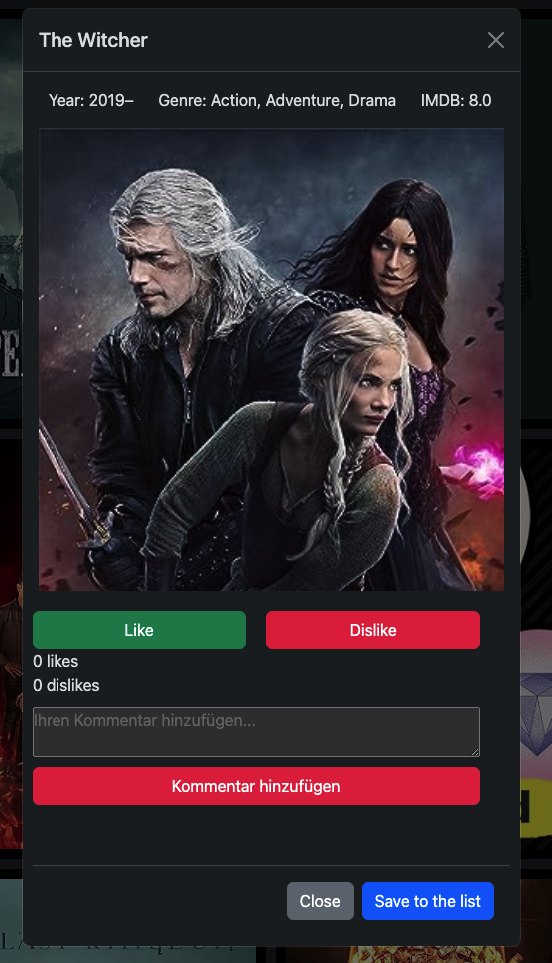 The Witcher
Year: 2019– Genre: Action, Adventure, Drama IMDB: 8.0
Like Dislike
0 likes
0 dislikes
Ihren Kommentar hinzufügen...
Kommentar hinzufügen
Close Save to the list